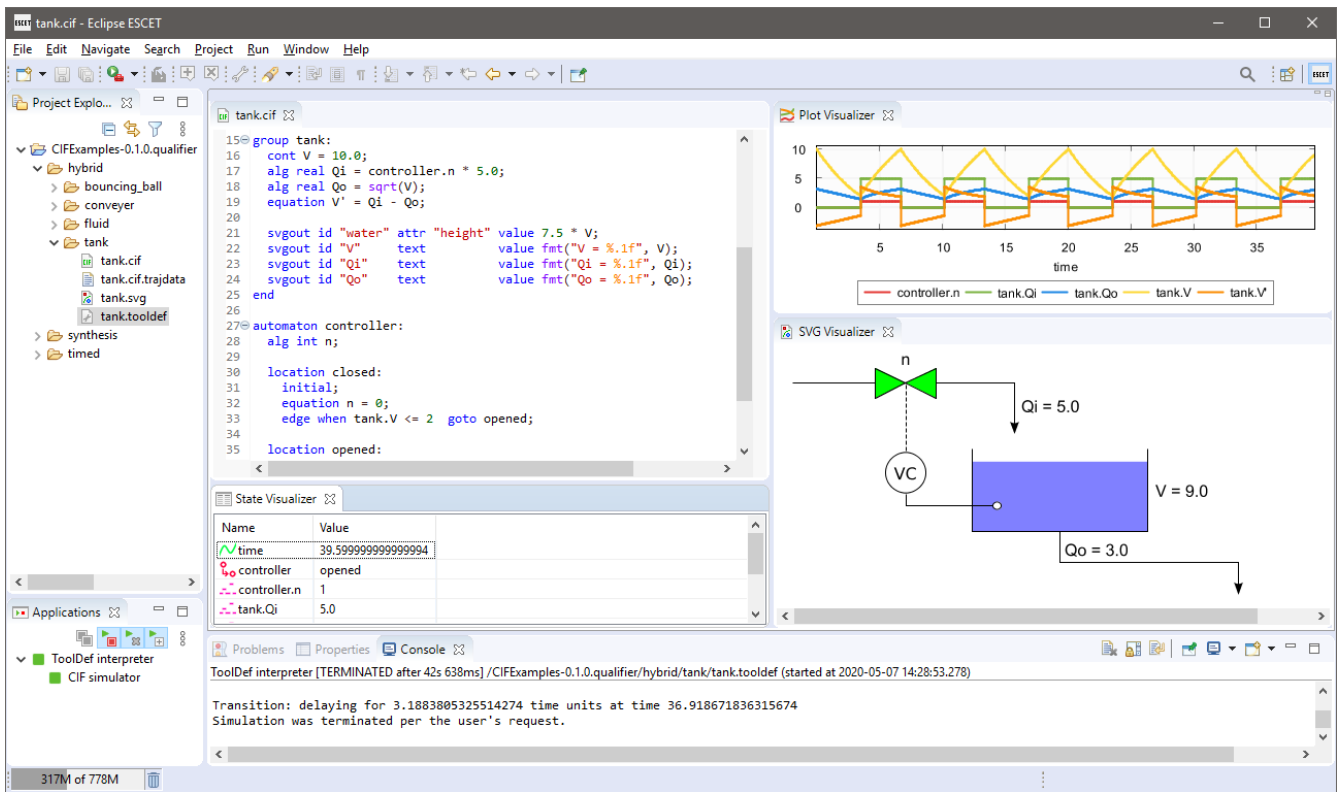 tank.cif - Eclipse ESCET
File Edit Navigate Search Project Run Window Help
ESCET
Project Explo...
CIFExamples-0.1.0.qualifier
hybrid
bouncing_ball
conveyer
fluid
tank
tank.cif
tank.cif.trajdata
tank.svg
tank.tooldef
synthesis
timed
Applications
ToolDef interpreter
CIF simulator
tank.cif
15 group tank:
16 cont V = 10.0;
17 alg real Qi = controller.n * 5.0;
18 alg real Qo = sqrt(V);
19 equation V' = Qi - Qo;
20
21 svgout id "water" attr "height" value 7.5 * V;
22 svgout id "V" text value fmt("V = %.1f", V);
23 svgout id "Qi" text value fmt("Qi = %.1f", Qi);
24 svgout id "Qo" text value fmt("Qo = %.1f", Qo);
25 end
26
27 automaton controller:
28 alg int n;
29
30 location closed:
31 initial;
32 equation n = 0;
33 edge when tank.V <= 2 goto opened;
34
35 location opened:
State Visualizer
Name Value
time 39.599999999999994
controller opened
controller.n 1
tank.Qi 5.0
Plot Visualizer
10
5
0
5 10 15 20 25 30 35
time
controller.n tank.Qi tank.Qo tank.V tank.V'
SVG Visualizer
n
Qi = 5.0
VC
V = 9.0
Qo = 3.0
Problems Properties Console
ToolDef interpreter [TERMINATED after 42s 638ms] /CIFExamples-0.1.0.qualifier/hybrid/tank/tank.tooldef (started at 2020-05-07 14:28:53.278)
Transition: delaying for 3.1883805325514274 time units at time 36.918671836315674
Simulation was terminated per the user's request.
317M of 778M